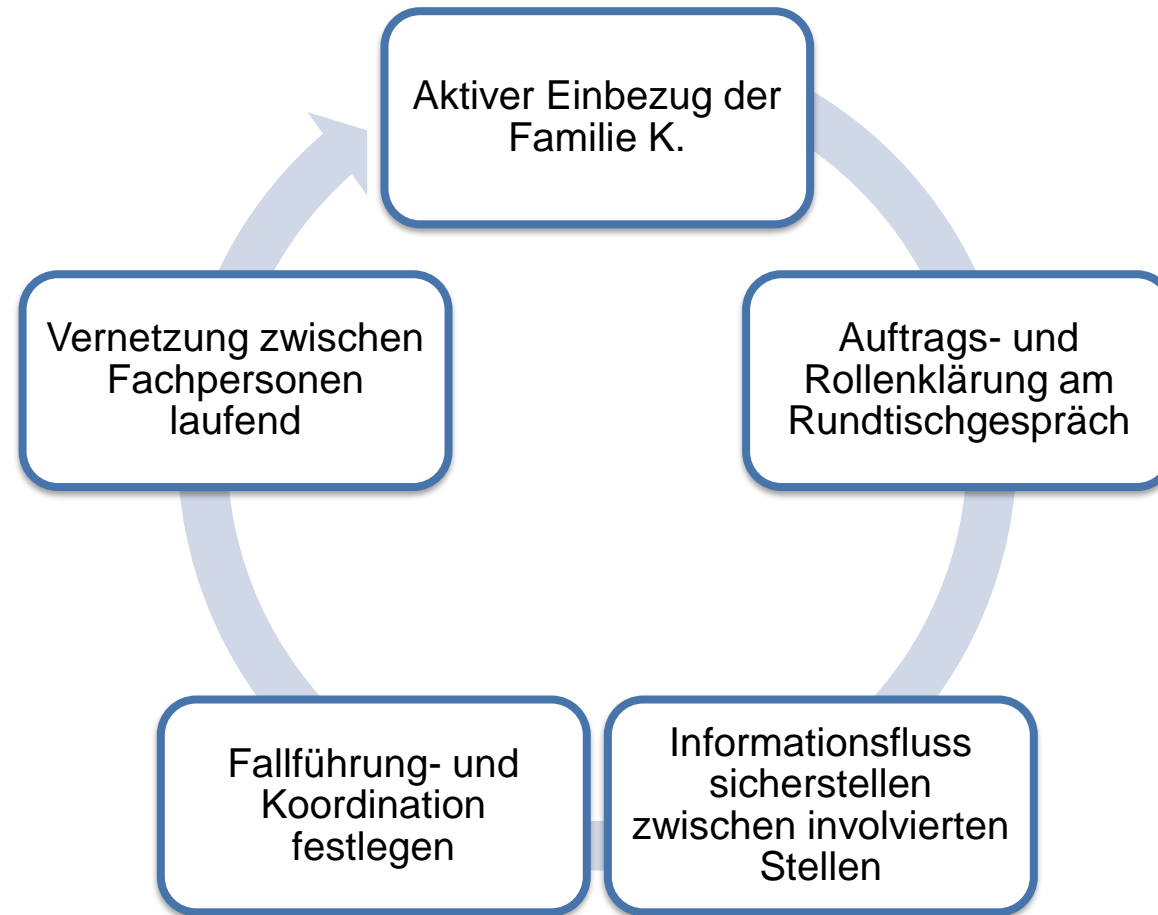 Aktiver Einbezug der
Familie K.
Auftrags- und
Rollenklärung am
Rundtischgespräch
Informationsfluss
sicherstellen
zwischen involvierten
Stellen
Fallführung- und
Koordination
festlegen
Vernetzung zwischen
Fachpersonen
laufend